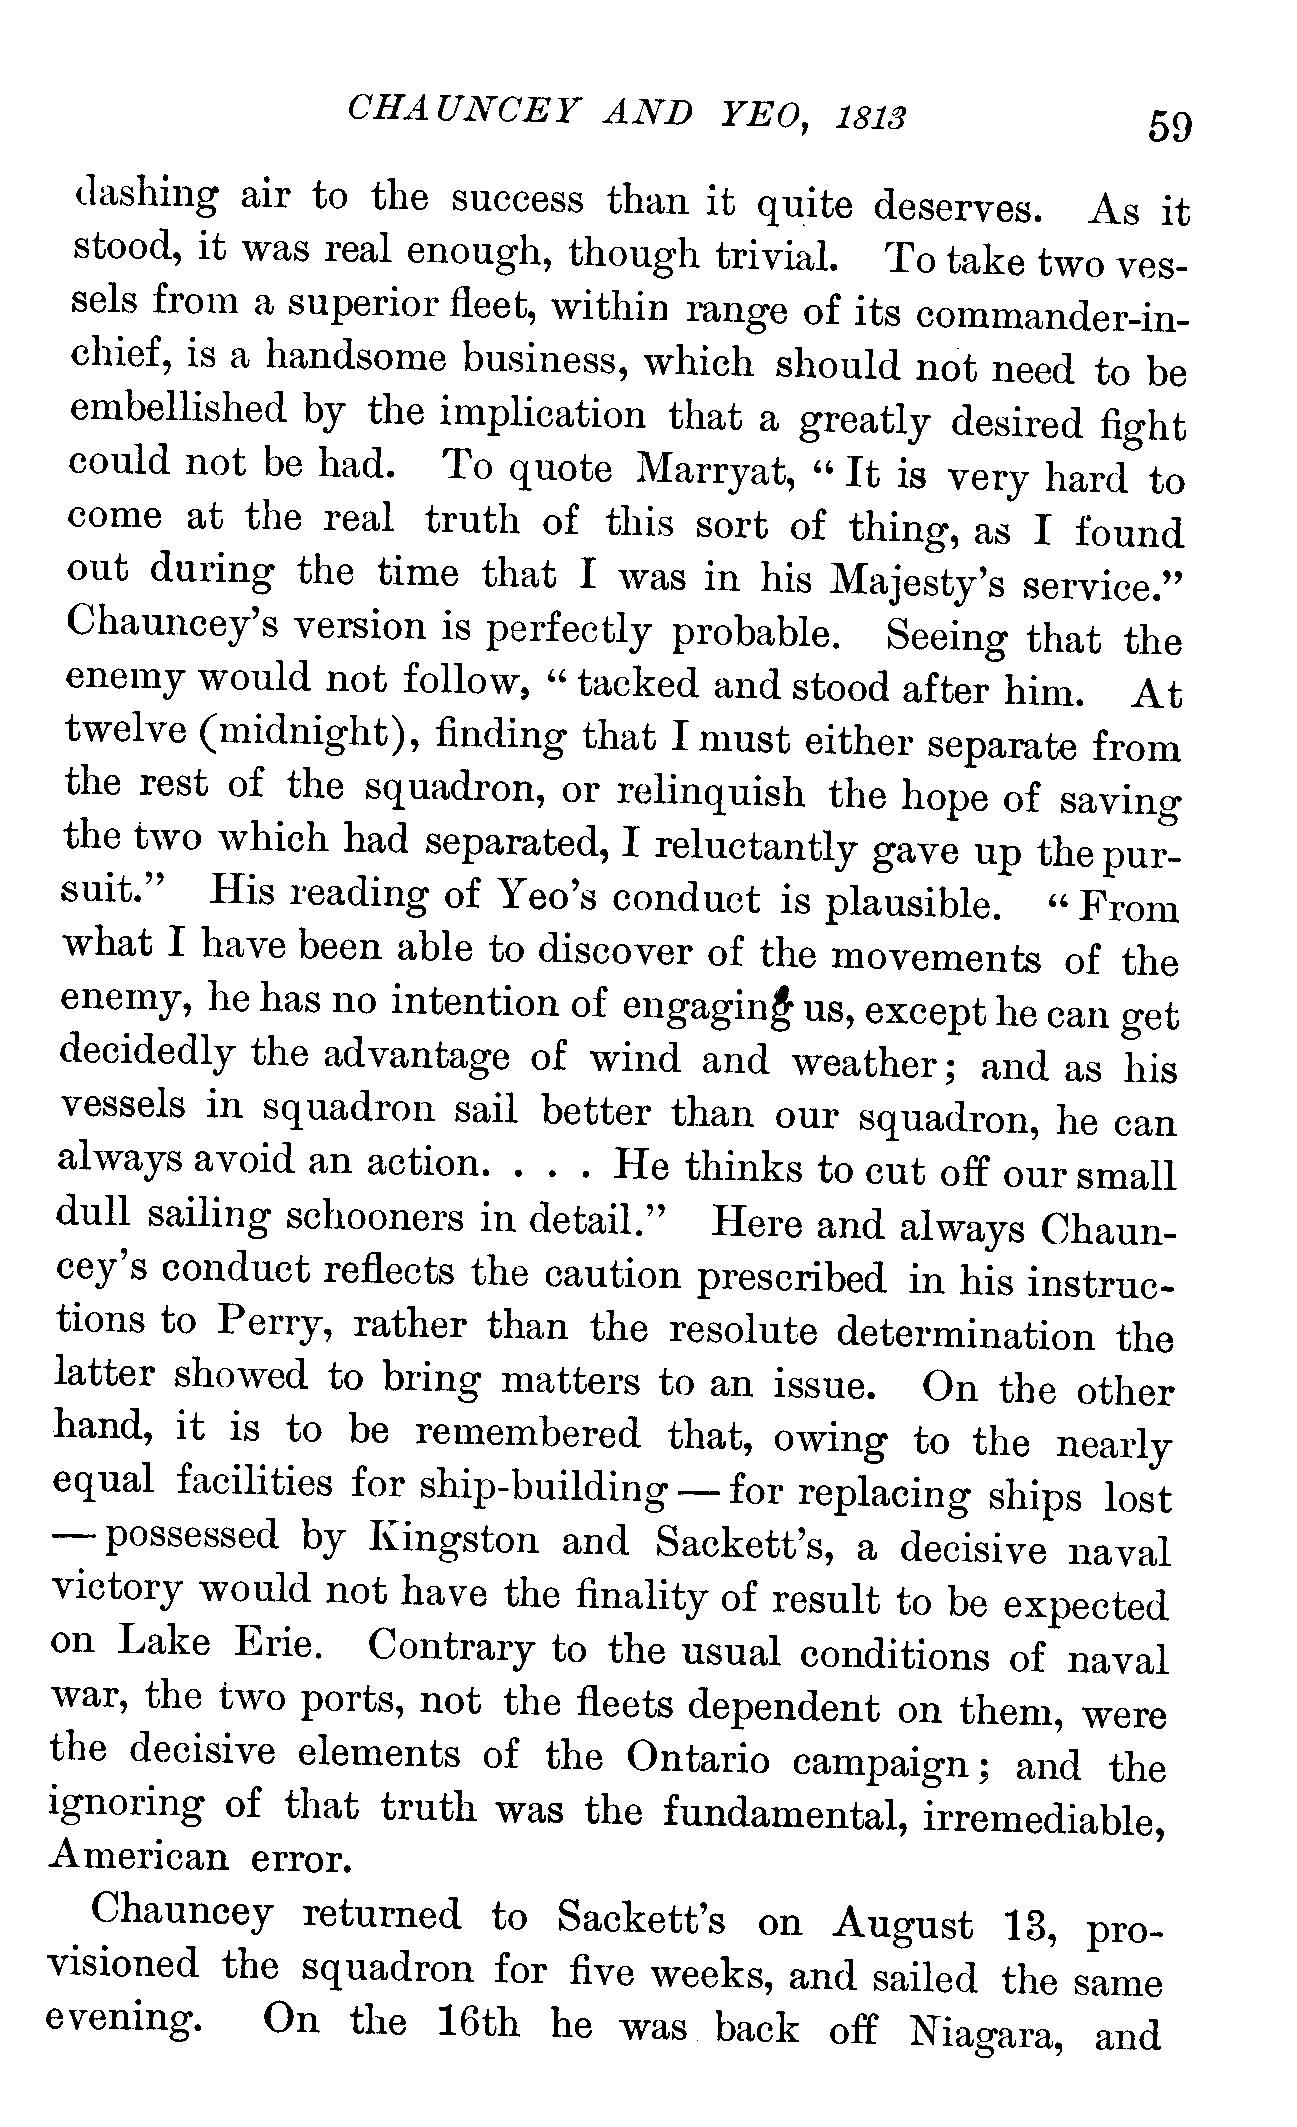 CHAUNCEY AND YEO, 1813 59
dashing air to the success than it quite deserves. As it
stood, it was real enough, though trivial. To take two ves-
sels from a superior fleet, within range of its commander-in-
chief, is a handsome business, which should not need to be
embellished by the implication that a greatly desired fight
could not be had. To quote Marryat, “It is very hard to
come at the real truth of this sort of thing, as I found
out during the time that I was in his Majesty's service.”
Chauncey's version is perfectly probable. Seeing that the
enemy would not follow, “tacked and stood after him. At
twelve (midnight), finding that I must either separate from
the rest of the squadron, or relinquish the hope of saving
the two which had separated, I reluctantly gave up the pur-
suit.” His reading of Yeo's conduct is plausible. “From
what I have been able to discover of the movements of the
enemy, he has no intention of engaging us, except he can get
decidedly the advantage of wind and weather; and as his
vessels in squadron sail better than our squadron, he can
always avoid an action. . . . He thinks to cut off our small
dull sailing schooners in detail.” Here and always Chaun-
cey's conduct reflects the caution prescribed in his instruc-
tions to Perry, rather than the resolute determination the
latter showed to bring matters to an issue. On the other
hand, it is to be remembered that, owing to the nearly
equal facilities for ship-building — for replacing ships lost
— possessed by Kingston and Sackett's, a decisive naval
victory would not have the finality of result to be expected
on Lake Erie. Contrary to the usual conditions of naval
war, the two ports, not the fleets dependent on them, were
the decisive elements of the Ontario campaign; and the
ignoring of that truth was the fundamental, irremediable,
American error.
Chauncey returned to Sackett's on August 13, pro-
visioned the squadron for five weeks, and sailed the same
evening. On the 16th he was back off Niagara, and